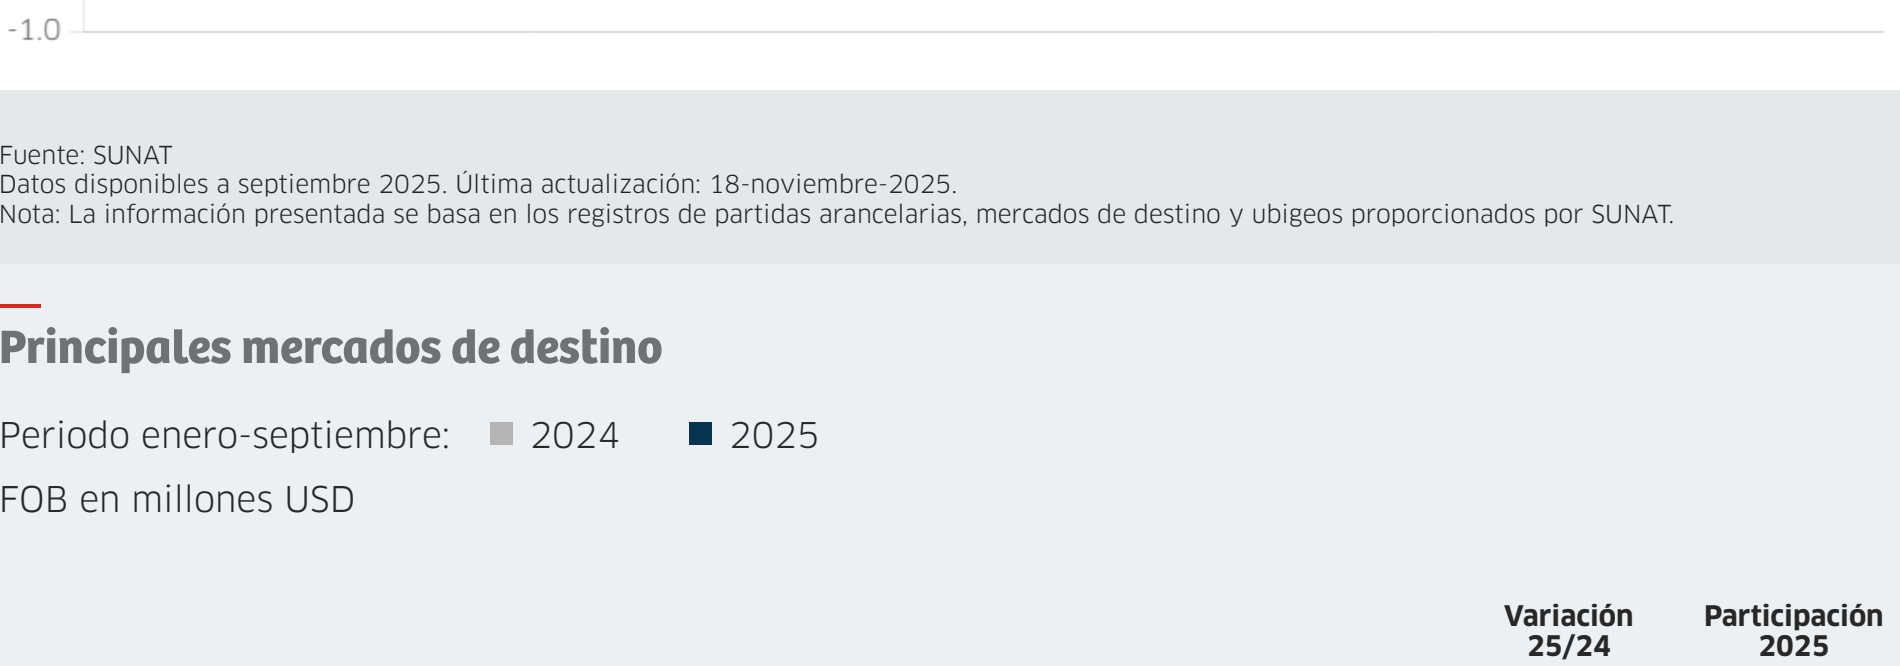 -1.0
Fuente: SUNAT
Datos disponibles a septiembre 2025. Última actualización: 18-noviembre-2025.
Nota: La información presentada se basa en los registros de partidas arancelarias, mercados de destino y ubigeos proporcionados por SUNAT.
Principales mercados de destino
Periodo enero-septiembre: 2024 2025
FOB en millones USD
Variación Participación
25/24 2025